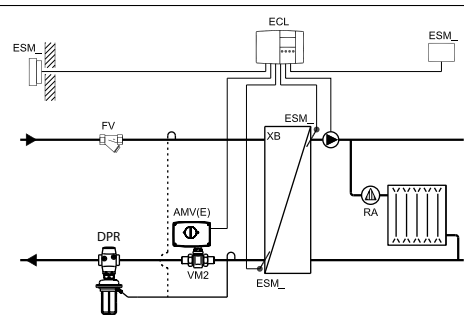 ECL
ESM_
ESM_
FV
ESM_
XB
AMV(E)
RA
DPR
VM2
ESM_